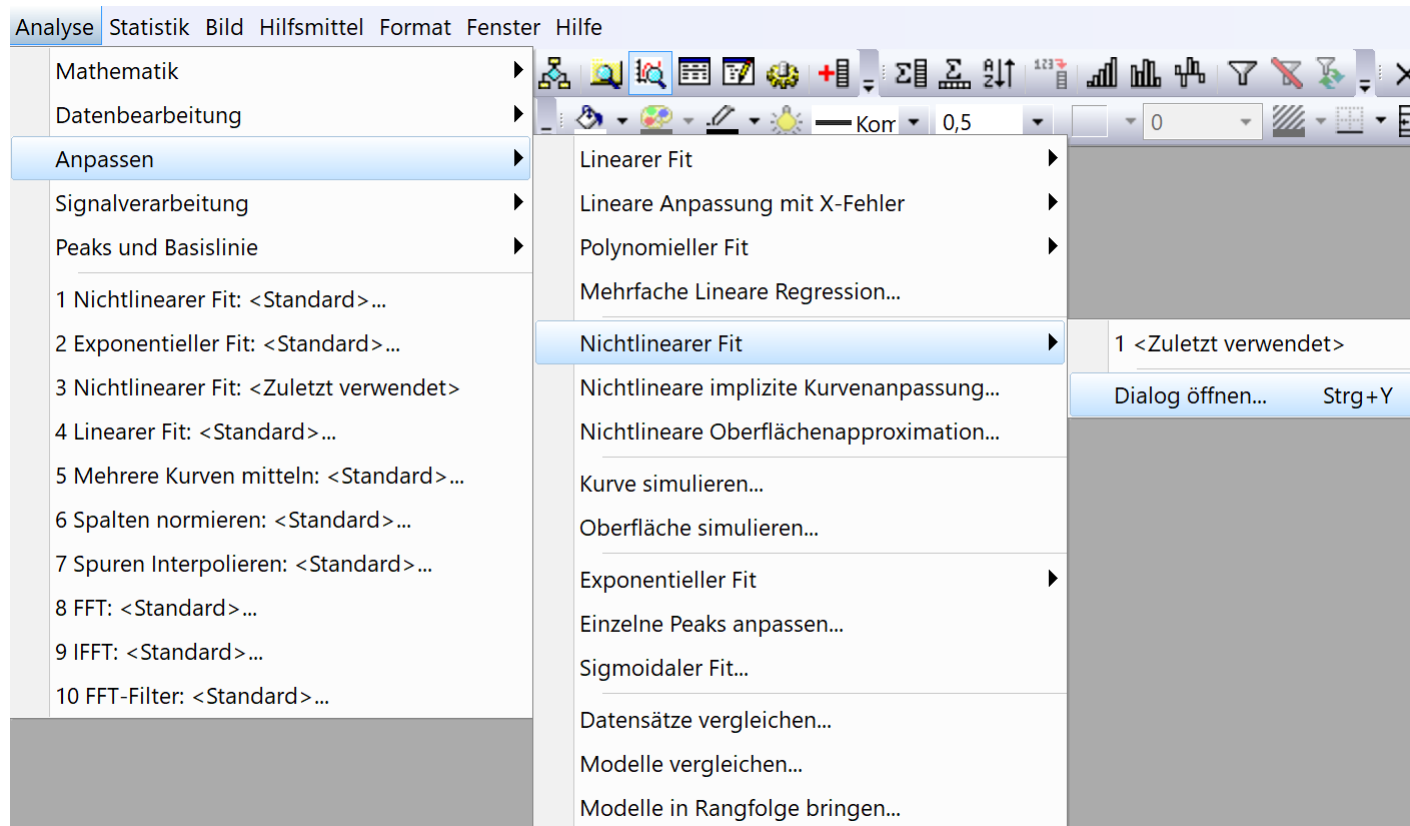 Analyse Statistik Bild Hilfsmittel Format Fenster Hilfe
Mathematik
Datenbearbeitung
Anpassen
Signalverarbeitung
Peaks und Basislinie
1 Nichtlinearer Fit: <Standard>...
2 Exponentieller Fit: <Standard>...
3 Nichtlinearer Fit: <Zuletzt verwendet>
4 Linearer Fit: <Standard>...
5 Mehrere Kurven mitteln: <Standard>...
6 Spalten normieren: <Standard>...
7 Spuren Interpolieren: <Standard>...
8 FFT: <Standard>...
9 IFFT: <Standard>...
10 FFT-Filter: <Standard>...
123
Kom 0,5 0
Linearer Fit
Lineare Anpassung mit X-Fehler
Polynomieller Fit
Mehrfache Lineare Regression...
Nichtlinearer Fit
Nichtlineare implizite Kurvenanpassung...
Nichtlineare Oberflächenapproximation...
Kurve simulieren...
Oberfläche simulieren...
Exponentieller Fit
Einzelne Peaks anpassen...
Sigmoidaler Fit...
Datensätze vergleichen...
Modelle vergleichen...
Modelle in Rangfolge bringen...
1 <Zuletzt verwendet>
Dialog öffnen... Strg+Y